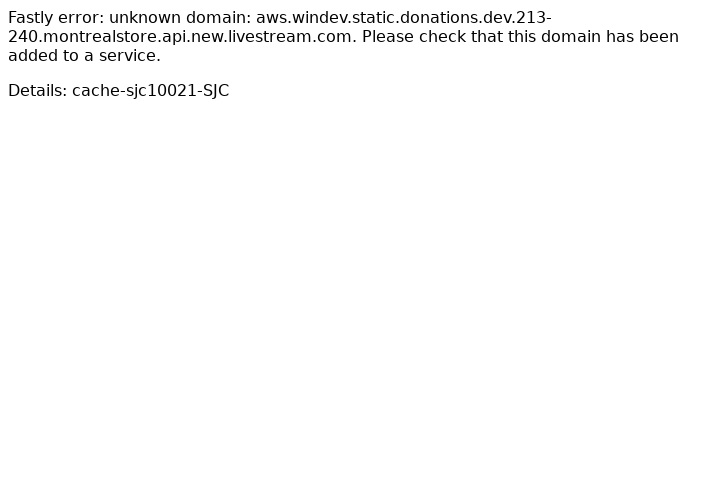 Fastly error: unknown domain: aws.windev.static.donations.dev.213-
240.montrealstore.api.new.livestream.com. Please check that this domain has been
added to a service.
Details: cache-sjc10021-SJC